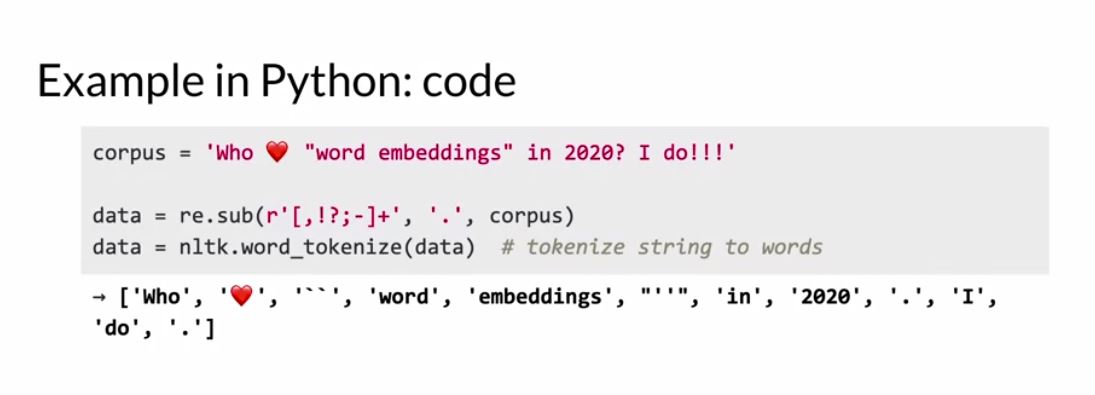 Example in Python: code
corpus = 'Who ❤️ "word embeddings" in 2020? I do!!!'
data = re.sub(r'[,!?;-]+', '.', corpus)
data = nltk.word_tokenize(data)  # tokenize string to words
→ ['Who', '❤️', '``', 'word', 'embeddings', "''", 'in', '2020', '.', 'I',
'do', '.']